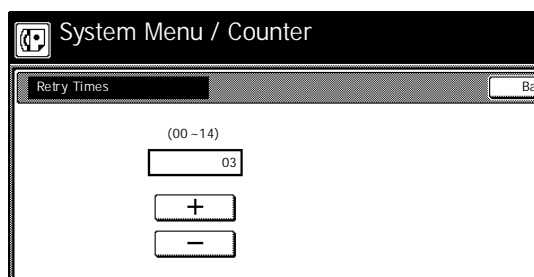 System Menu / Counter
Retry Times
(00 ~14)
03
+
−